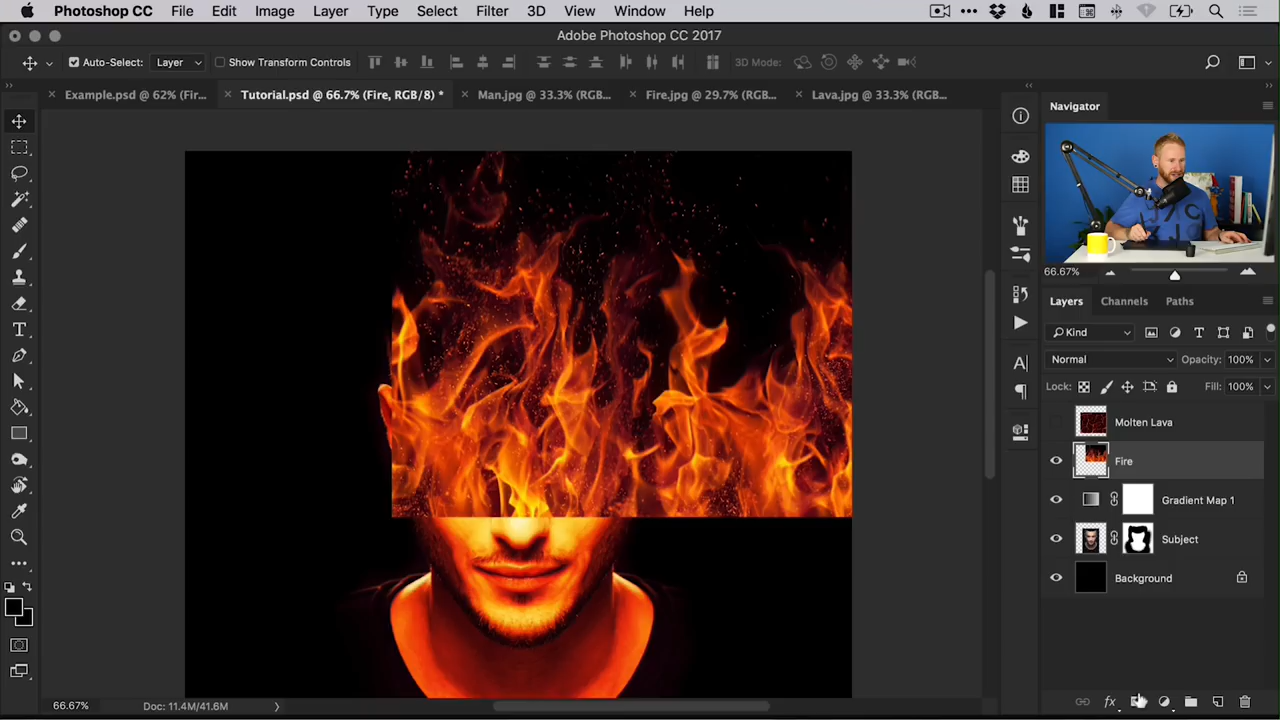 Photoshop CC File Edit Image Layer Type Select Filter 3D View Window Help
Adobe Photoshop CC 2017
Auto-Select: Layer Show Transform Controls 3D Mode:
Example.psd @ 62% (Fir... Tutorial.psd @ 66.7% (Fire, RGB/8) * Man.jpg @ 33.3% (RGB... Fire.jpg @ 29.7% (RGB... Lava.jpg @ 33.3% (RGB...
Navigator
66.67%
Layers Channels Paths
Kind
Normal Opacity: 100%
Lock: Fill: 100%
Molten Lava
Fire
Gradient Map 1
Subject
Background
fx
66.67% Doc: 11.4M/41.6M